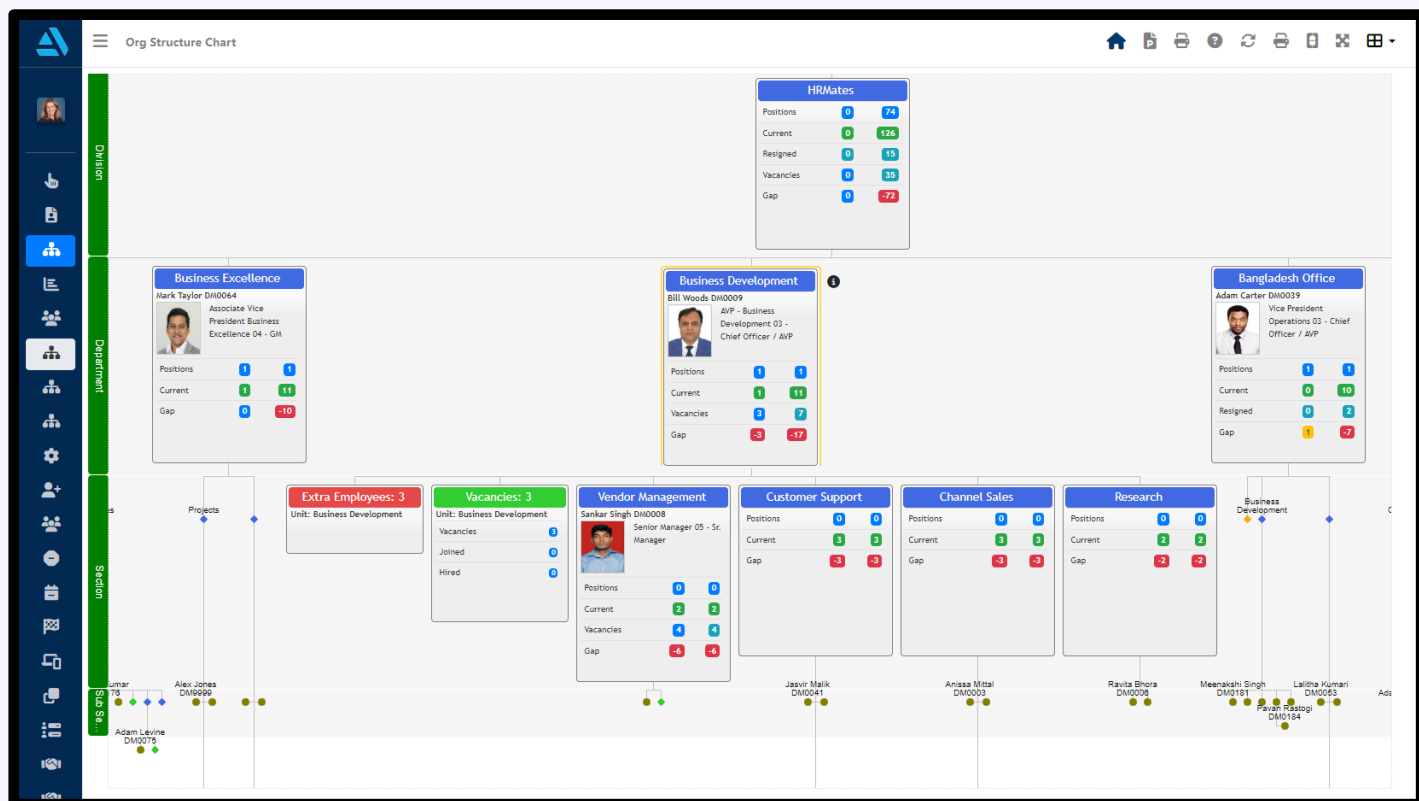 Org Structure Chart
Division
HRMates
Positions 0 74
Current 0 126
Resigned 0 15
Vacancies 0 35
Gap 0 -72
Department
Business Excellence
Mark Taylor DM0064
Associate Vice
President Business
Excellence 04 - GM
Positions 1 1
Current 1 11
Gap 0 -10
Business Development
Bill Woods DM0009
AVP - Business
Development 03 -
Chief Officer / AVP
Positions 1 1
Current 1 11
Vacancies 3 7
Gap -3 -17
Bangladesh Office
Adam Carter DM0039
Vice President
Operations 03 - Chief
Officer / AVP
Positions 1 1
Current 0 10
Resigned 0 2
Gap 1 -7
Section
Projects
Extra Employees: 3
Unit: Business Development
Vacancies: 3
Unit: Business Development
Vacancies 3
Joined 0
Hired 0
Vendor Management
Sankar Singh DM0008
Senior Manager 05 - Sr.
Manager
Positions 0 0
Current 2 2
Vacancies 4 4
Gap -6 -6
Customer Support
Positions 0 0
Current 3 3
Gap -3 -3
Channel Sales
Positions 0 0
Current 3 3
Gap -3 -3
Research
Positions 0 0
Current 2 2
Gap -2 -2
Business
Development
Sub Se...
umar
76
Alex Jones
DM9999
Adam Levine
DM0075
Jasvir Malik
DM0041
Anissa Mittal
DM0003
Ravita Bhora
DM0006
Meenakshi Singh
DM0181
Pavan Rastogi
DM0184
Lalitha Kumari
DM0053
Ada